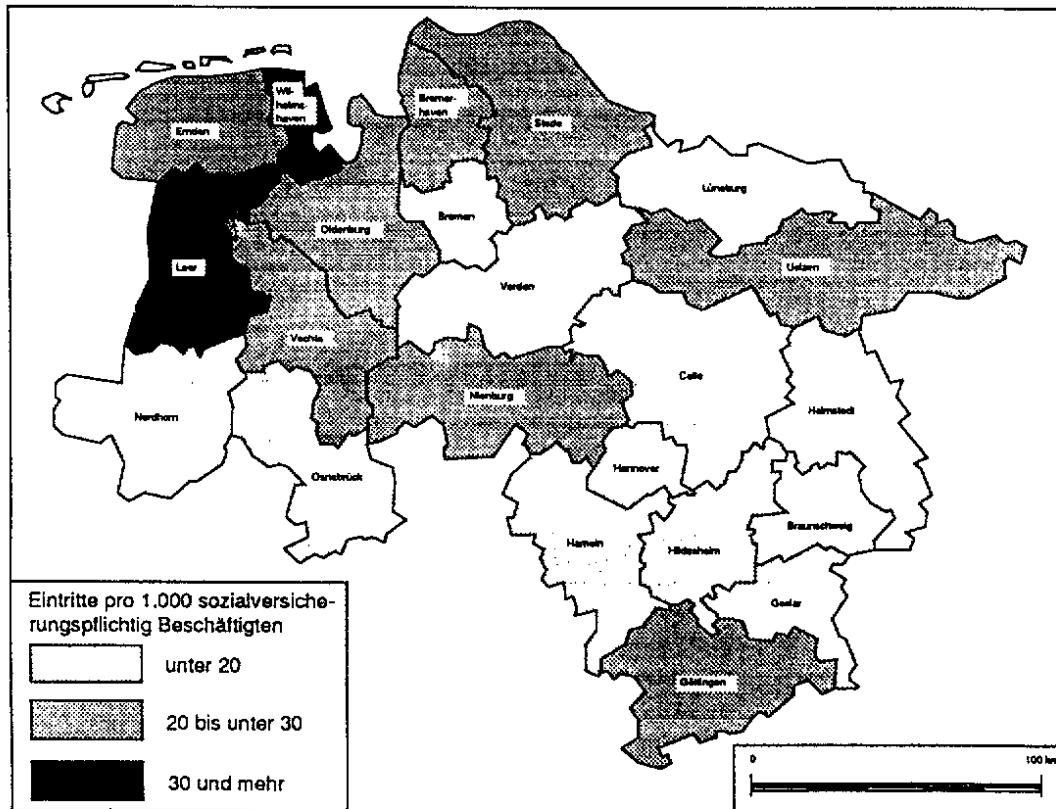 Wil-
helms-
haven
Bremer-
haven
Emden
Stade
Lüneburg
Bremen
Oldenburg
Leer
Verden
Uelzen
Vechta
Celle
Nordhorn
Nienburg
Helmstedt
Hannover
Osnabrück
Braunschweig
Hameln
Hildesheim
Goslar
Göttingen
Eintritte pro 1.000 sozialversiche-
rungspflichtig Beschäftigten
unter 20
20 bis unter 30
30 und mehr
0
100 km